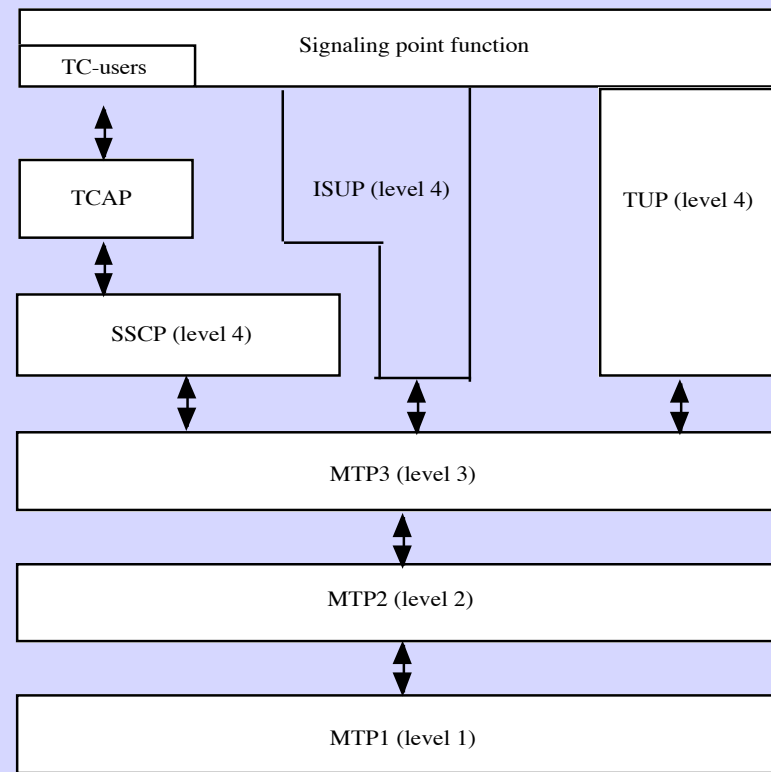 Signaling point function
TC-users
TCAP
ISUP (level 4)
TUP (level 4)
SSCP (level 4)
MTP3 (level 3)
MTP2 (level 2)
MTP1 (level 1)